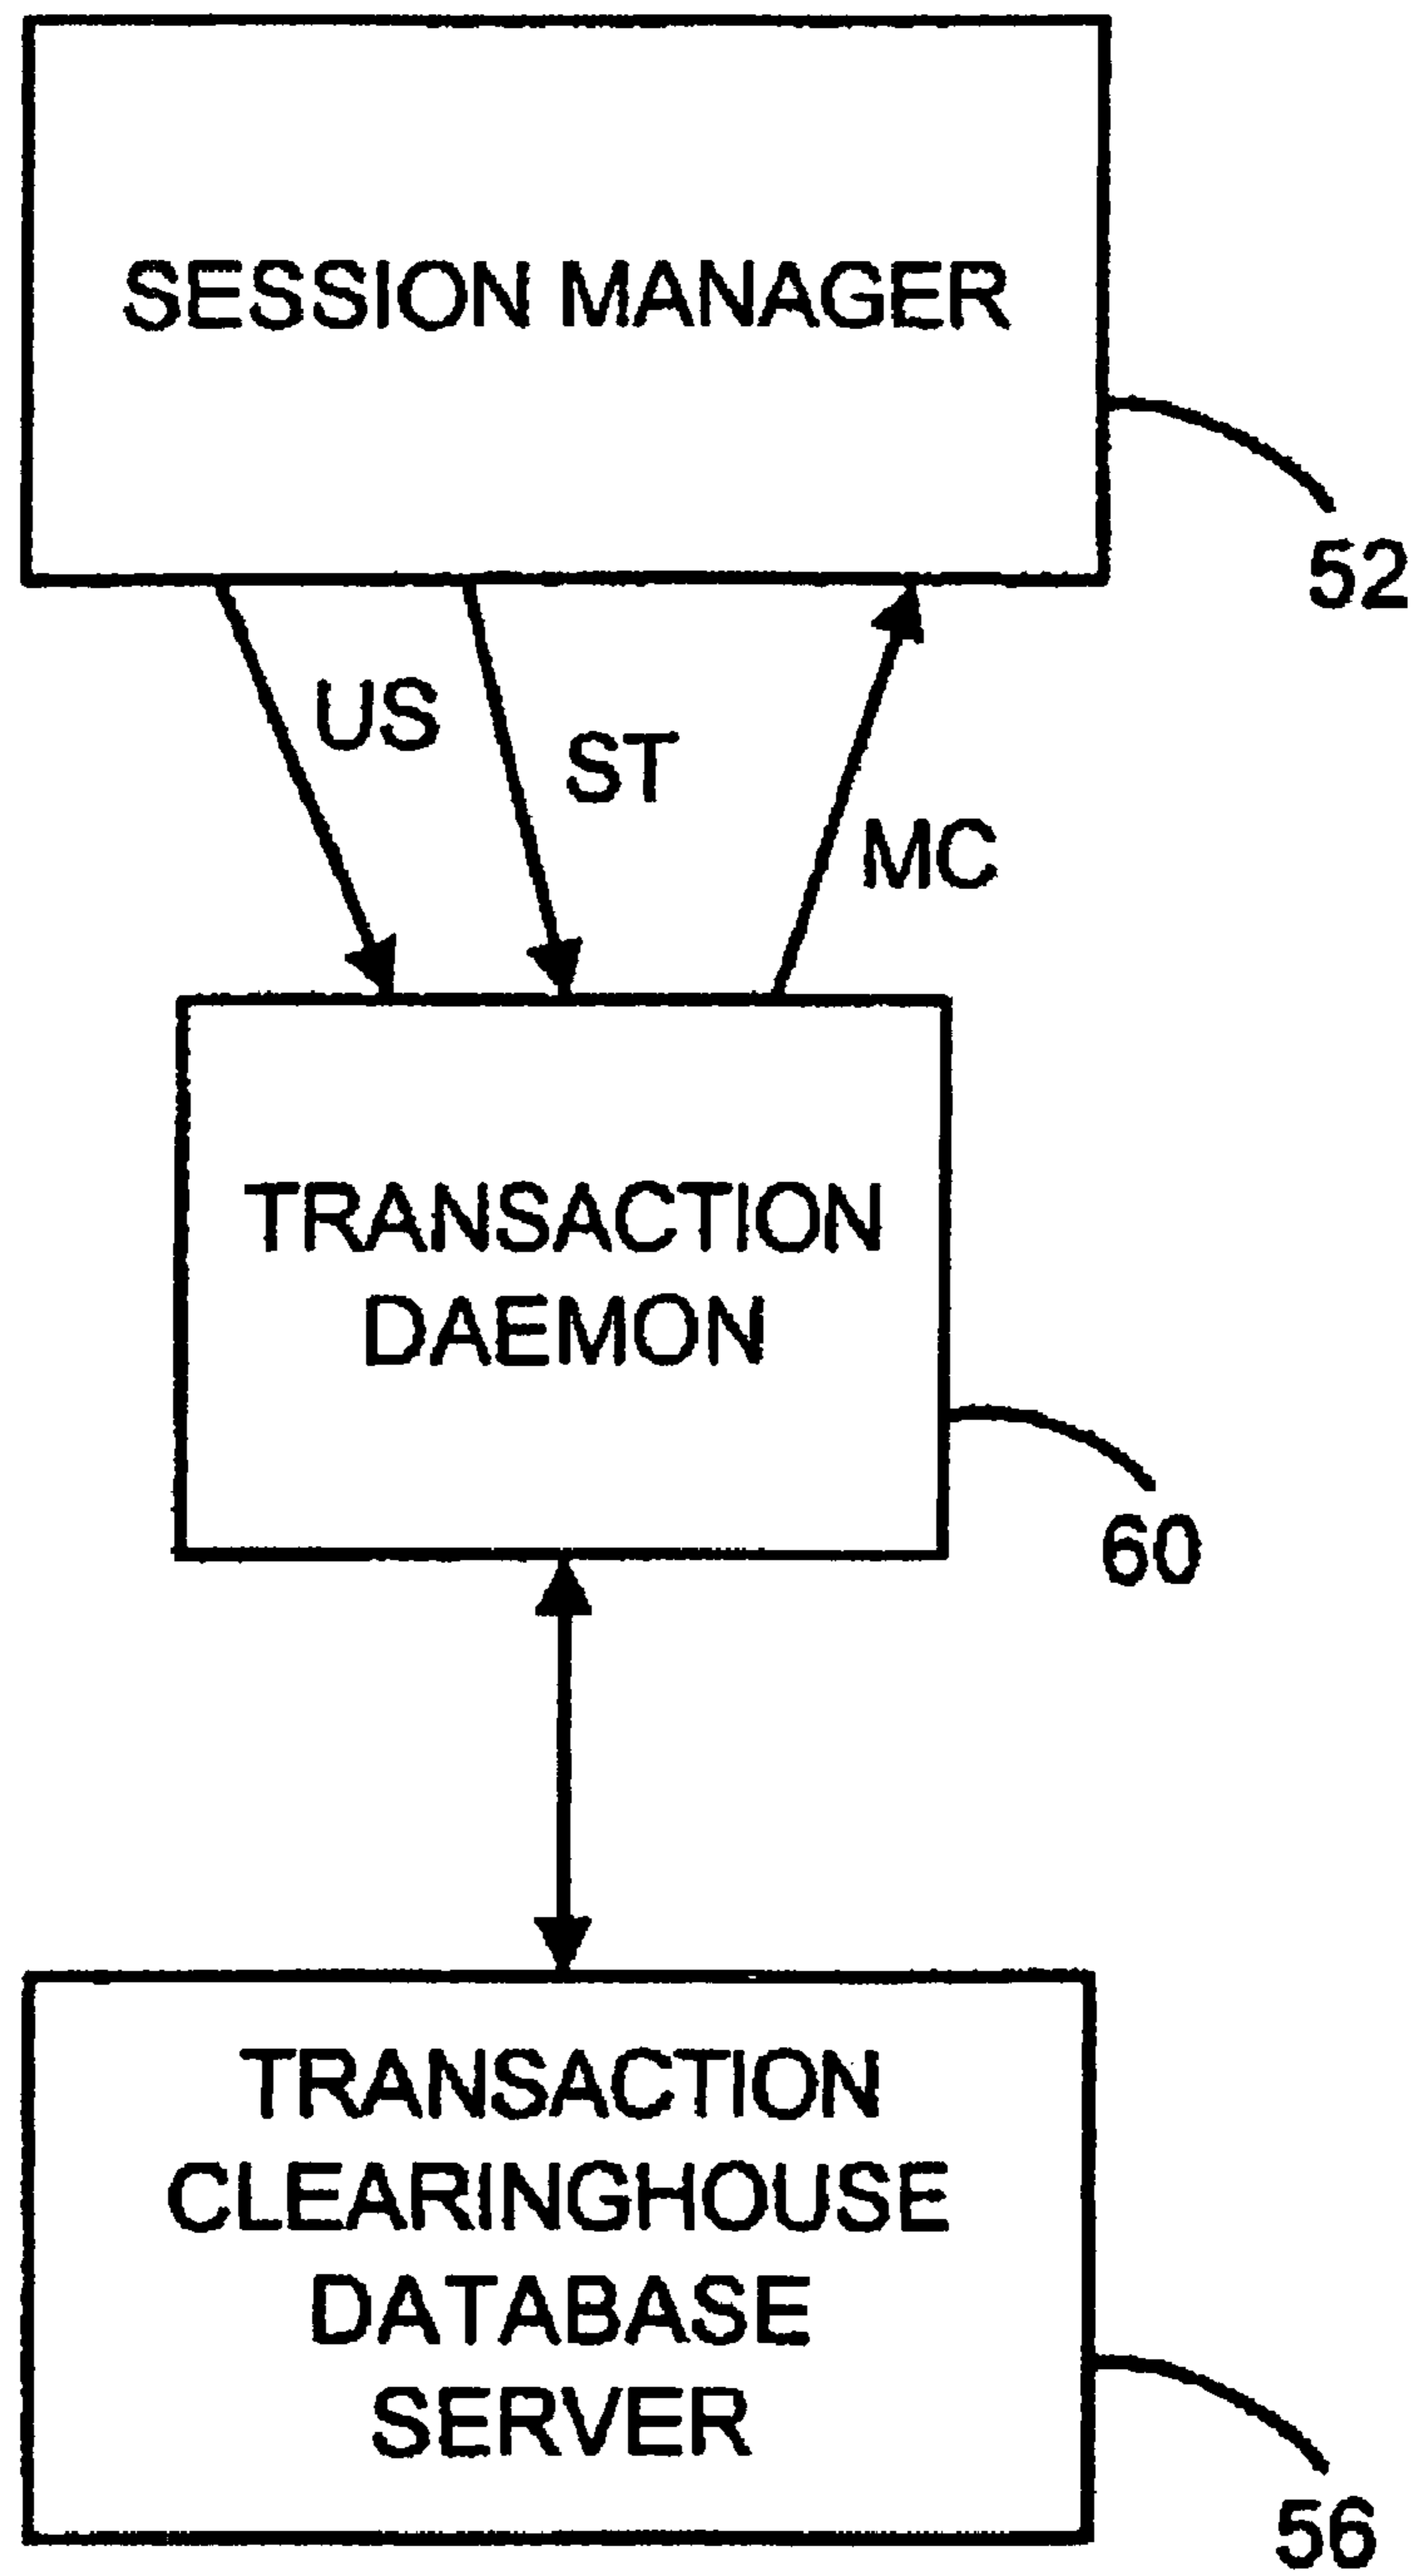 SESSION MANAGER
52
US
ST
MC
TRANSACTION
DAEMON
60
TRANSACTION
CLEARINGHOUSE
DATABASE
SERVER
56